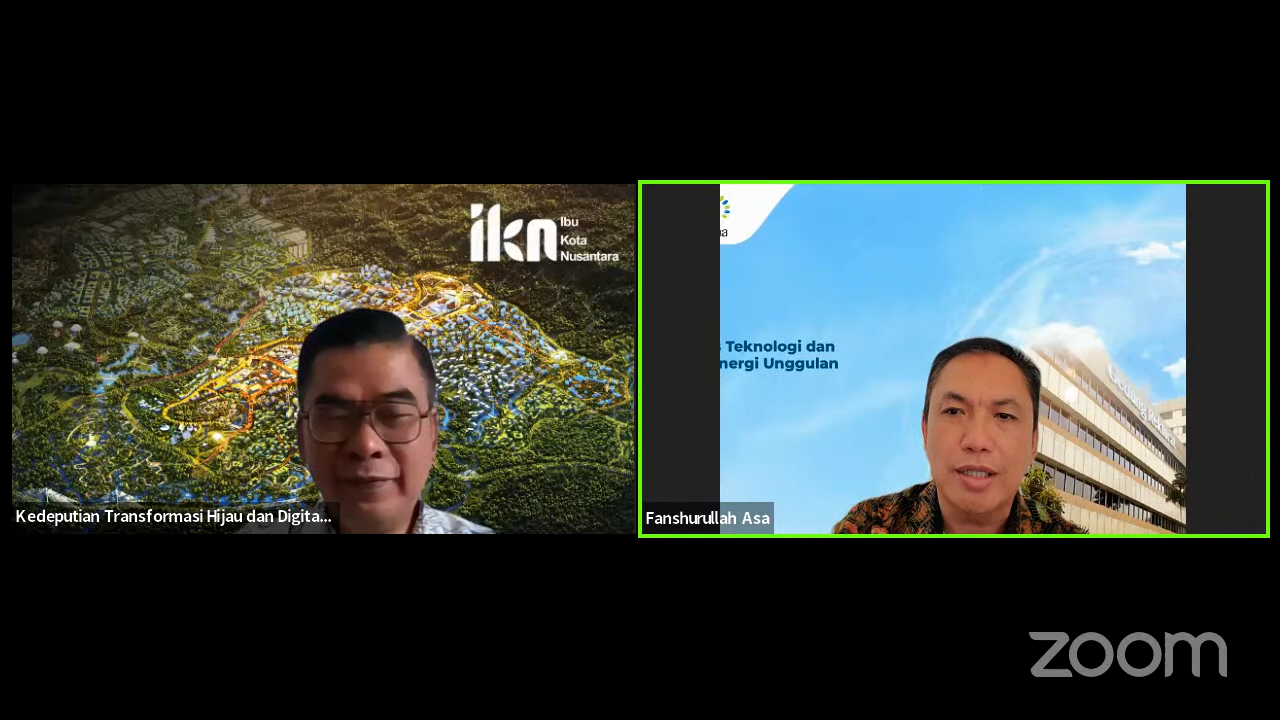 ikn
Ibu
Kota
Nusantara
Kedeputian Transformasi Hijau dan Digita...
Teknologi dan
nergi Unggulan
Fanshurullah Asa
zoom